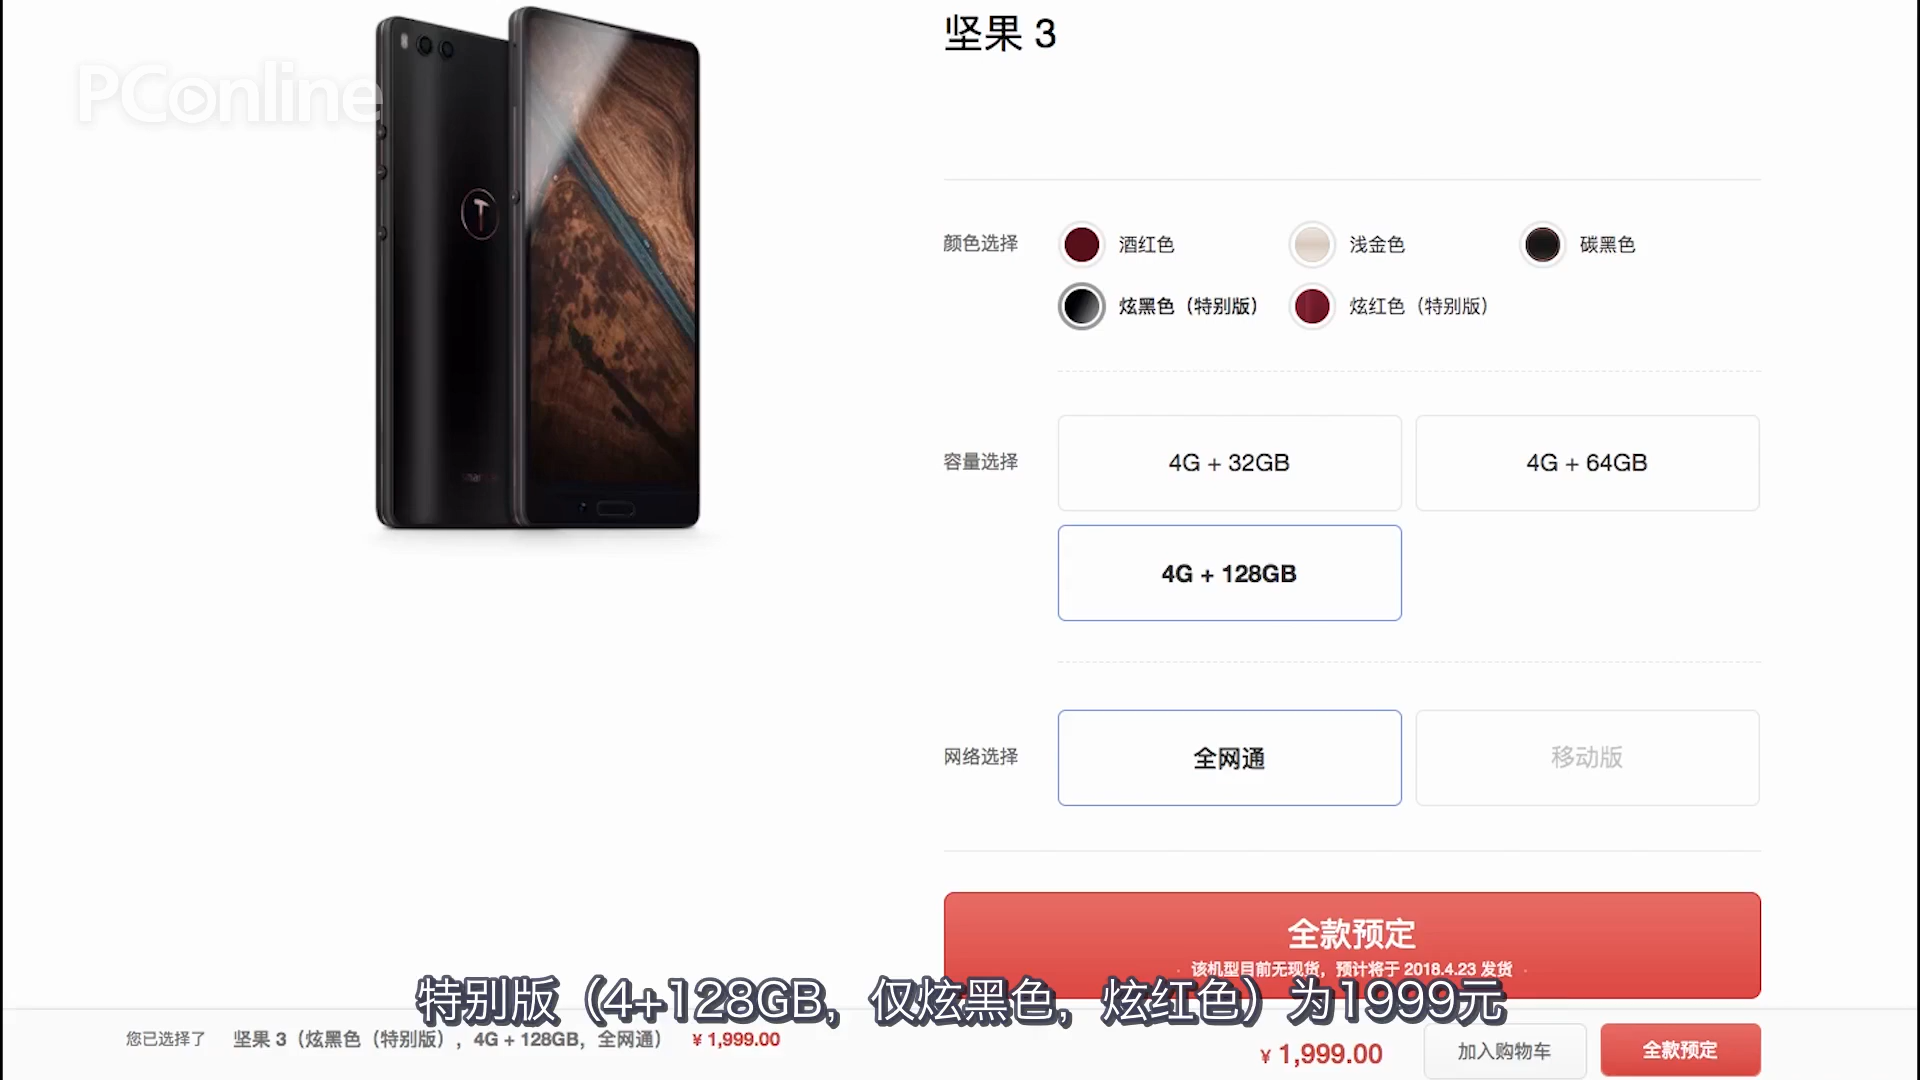 PConline
坚果 3
颜色选择
酒红色
浅金色
碳黑色
炫黑色（特别版）
炫红色（特别版）
容量选择
4G + 32GB
4G + 64GB
4G + 128GB
网络选择
全网通
移动版
全款预定
· 该机型目前无现货，预计将于 2018.4.23 发货 ·
特别版（4+128GB，仅炫黑色，炫红色）为1999元
您已选择了 坚果 3（炫黑色（特别版），4G + 128GB，全网通） ¥ 1,999.00
¥ 1,999.00
加入购物车
全款预定